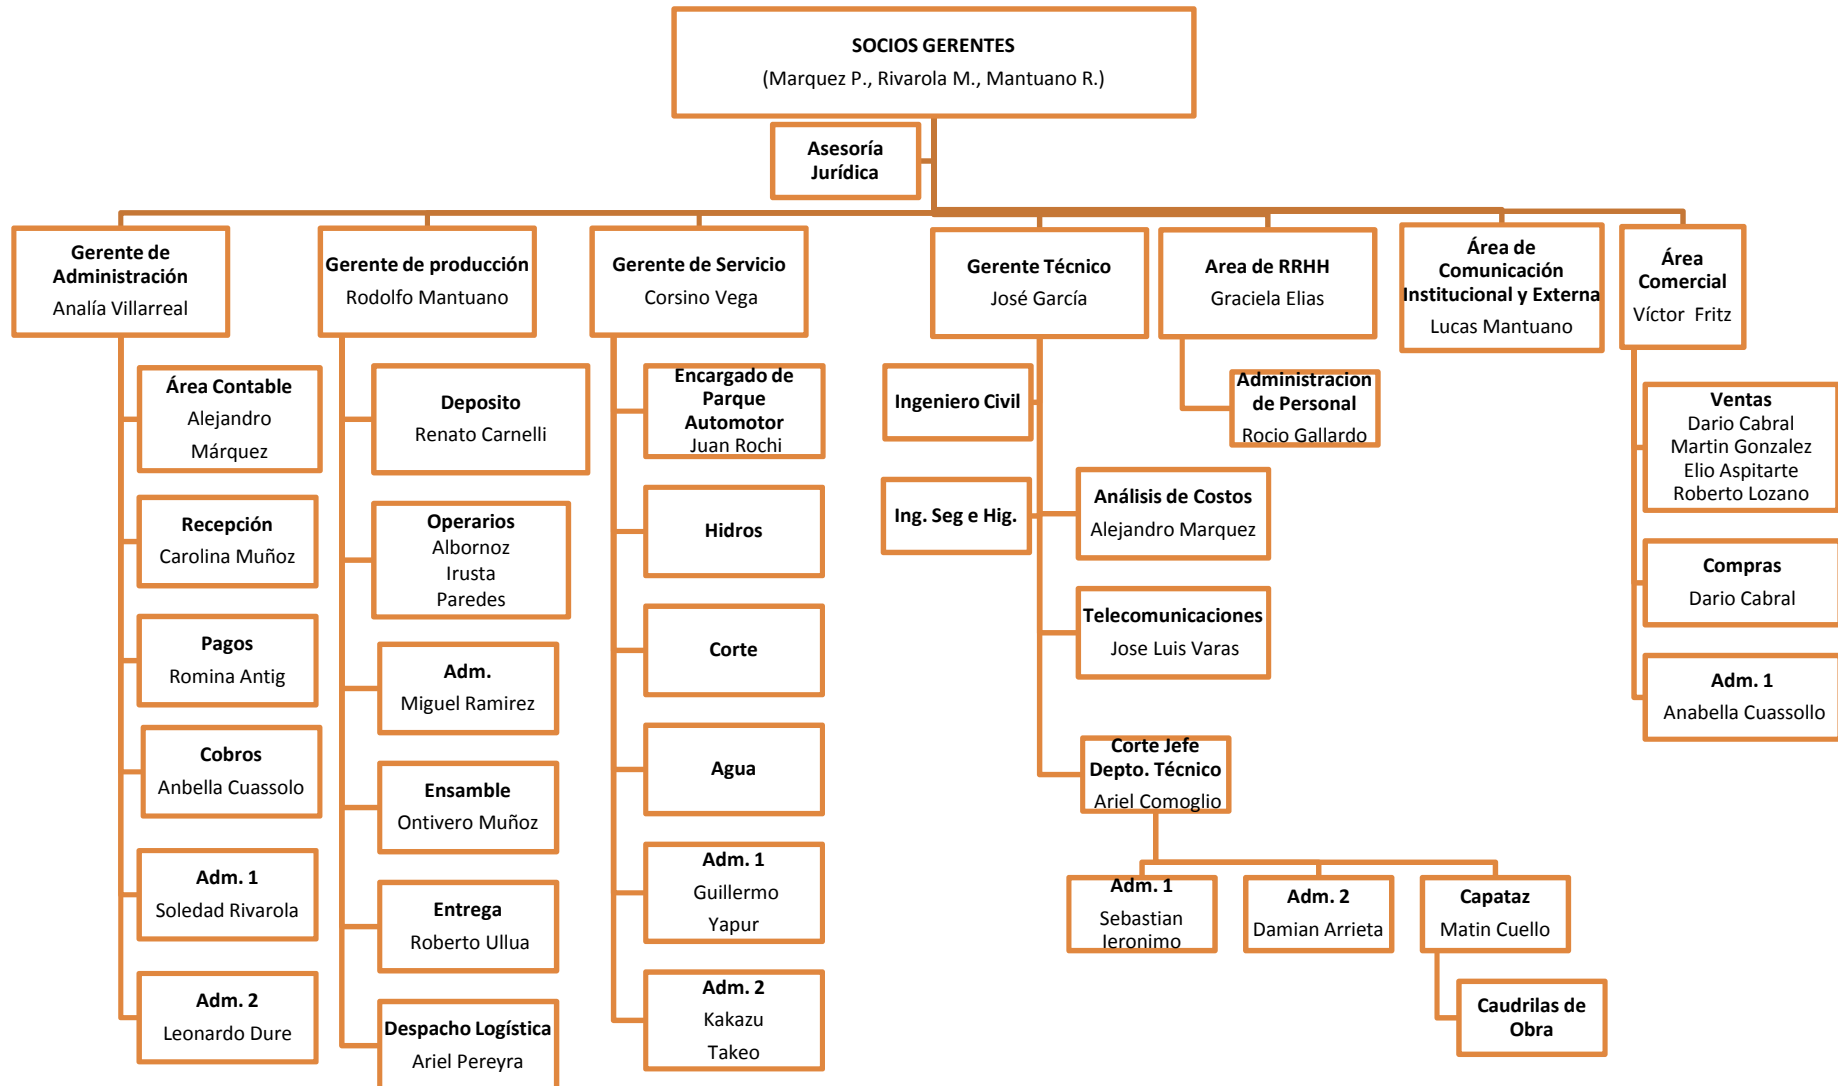 SOCIOS GERENTES
(Marquez P., Rivarola M., Mantuano R.)
Asesoría
Jurídica
Gerente de
Administración
Analía Villarreal
Gerente de producción
Rodolfo Mantuano
Gerente de Servicio
Corsino Vega
Gerente Técnico
José García
Area de RRHH
Graciela Elias
Área de
Comunicación
Institucional y Externa
Lucas Mantuano
Área
Comercial
Víctor Fritz
Área Contable
Alejandro
Márquez
Recepción
Carolina Muñoz
Pagos
Romina Antig
Cobros
Anbella Cuassolo
Adm. 1
Soledad Rivarola
Adm. 2
Leonardo Dure
Deposito
Renato Carnelli
Operarios
Albornoz
Irusta
Paredes
Adm.
Miguel Ramirez
Ensamble
Ontivero Muñoz
Entrega
Roberto Ullua
Despacho Logística
Ariel Pereyra
Encargado de
Parque
Automotor
Juan Rochi
Hidros
Corte
Agua
Adm. 1
Guillermo
Yapur
Adm. 2
Kakazu
Takeo
Ingeniero Civil
Ing. Seg e Hig.
Análisis de Costos
Alejandro Marquez
Telecomunicaciones
Jose Luis Varas
Corte Jefe
Depto. Técnico
Ariel Comoglio
Adm. 1
Sebastian
Ieronimo
Adm. 2
Damian Arrieta
Capataz
Matin Cuello
Caudrilas de
Obra
Administracion
de Personal
Rocio Gallardo
Ventas
Dario Cabral
Martin Gonzalez
Elio Aspitarte
Roberto Lozano
Compras
Dario Cabral
Adm. 1
Anabella Cuassollo